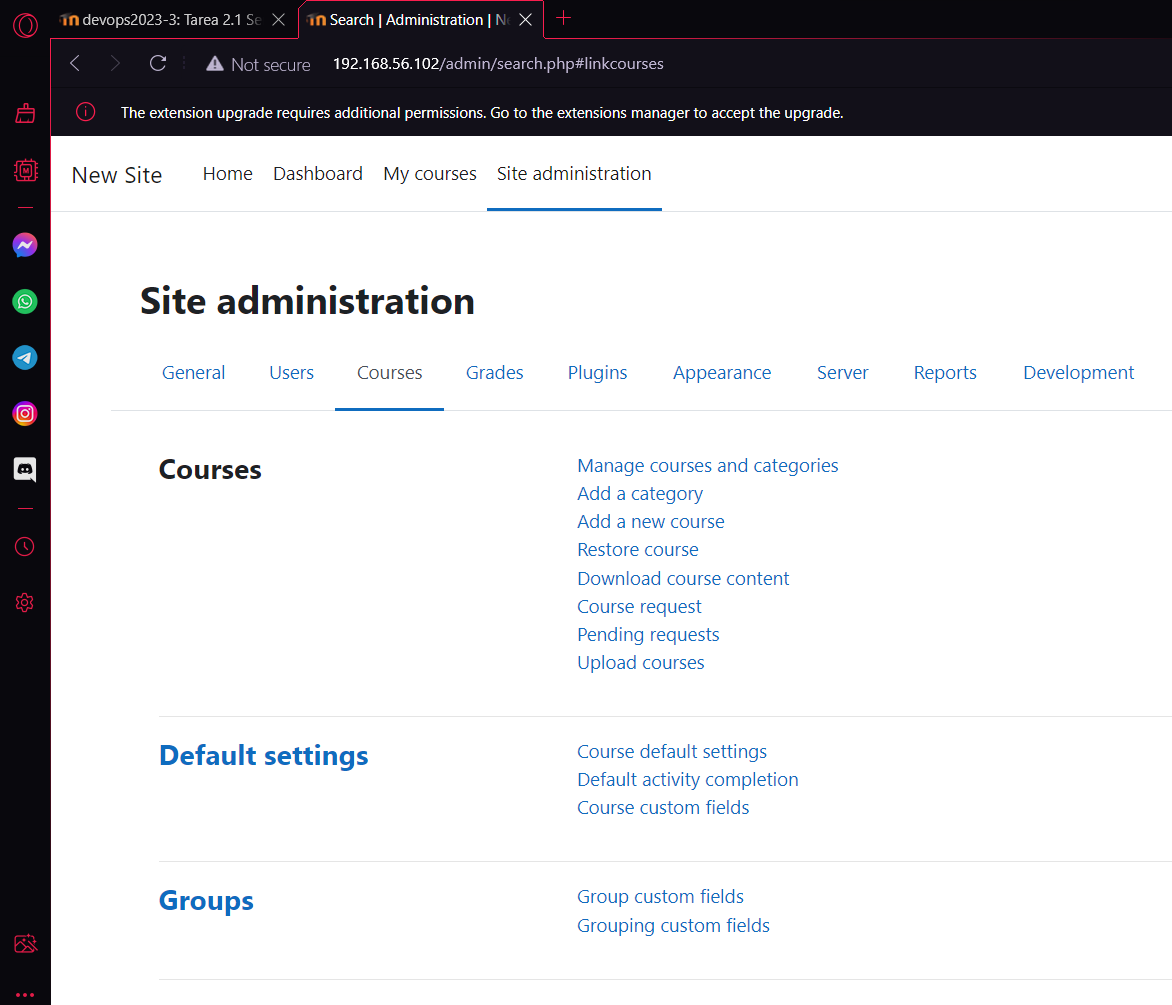 devops2023-3: Tarea 2.1 Se
Search | Administration | Ne
Not secure 192.168.56.102/admin/search.php#linkcourses
The extension upgrade requires additional permissions. Go to the extensions manager to accept the upgrade.
New Site Home Dashboard My courses Site administration
Site administration
General Users Courses Grades Plugins Appearance Server Reports Development
Courses
Manage courses and categories
Add a category
Add a new course
Restore course
Download course content
Course request
Pending requests
Upload courses
Default settings
Course default settings
Default activity completion
Course custom fields
Groups
Group custom fields
Grouping custom fields